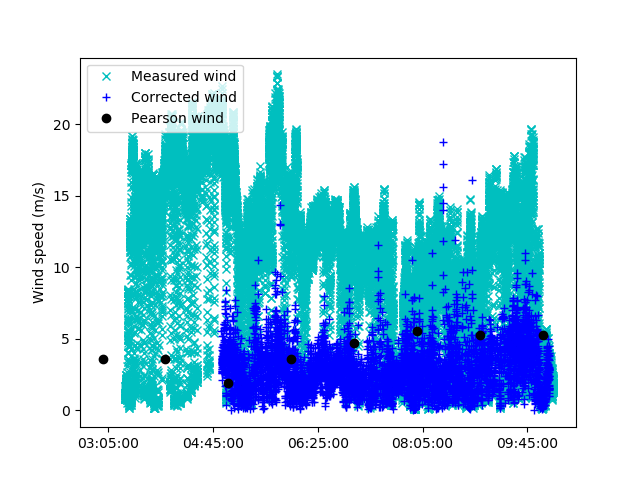 Measured wind
Corrected wind
Pearson wind
Wind speed (m/s)
20
15
10
5
0
03:05:00
04:45:00
06:25:00
08:05:00
09:45:00